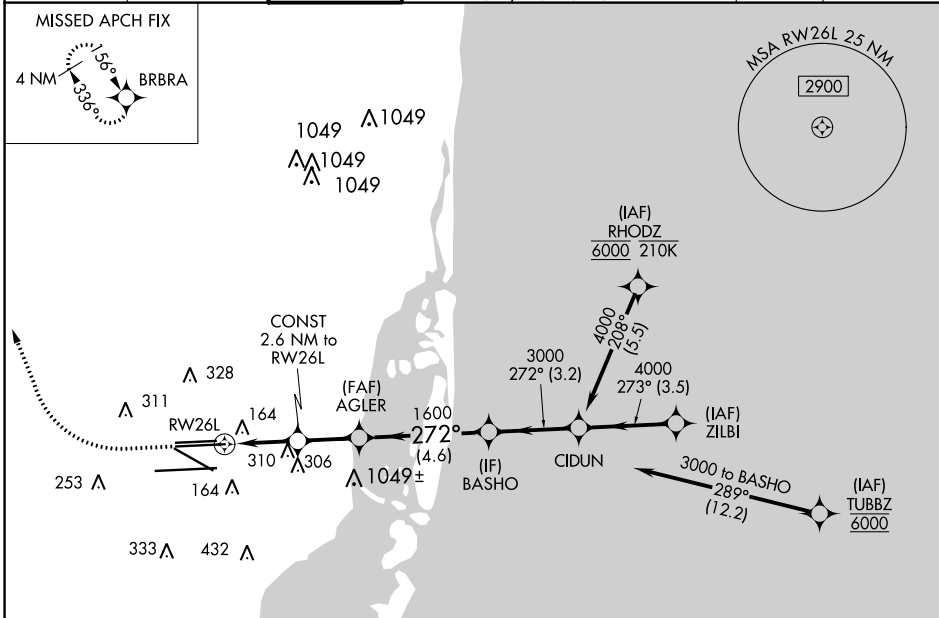 MISSED APCH FIX
4 NM
156°
336°
BRBRA
MSA RW26L 25 NM
2900
1049
1049
1049
1049
(IAF)
RHODZ
6000 210K
4000
208°
(5.5)
CONST
2.6 NM to
RW26L
3000
272° (3.2)
4000
273° (3.5)
328
311
(FAF)
AGLER
RW26L
164
1600
272°
(4.6)
(IAF)
ZILBI
310
306
(IF)
BASHO
CIDUN
253
164
1049±
3000 to BASHO
289°
(12.2)
(IAF)
TUBBZ
6000
333
432